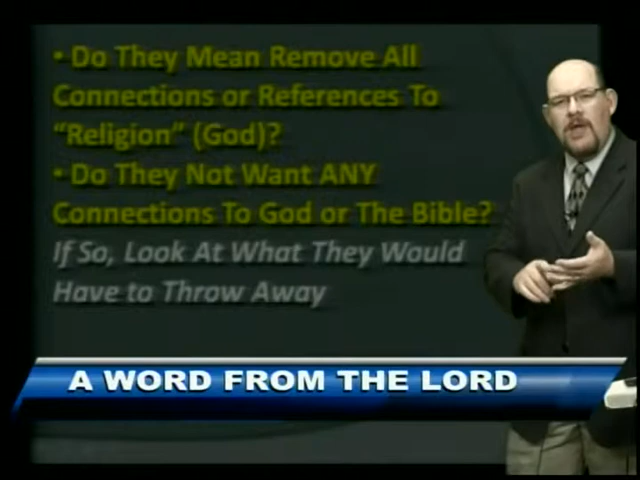 • Do They Mean Remove All
Connections or References To
"Religion" (God)?
• Do They Not Want ANY
Connections To God or The Bible?
If So, Look At What They Would
Have to Throw Away
A WORD FROM THE LORD